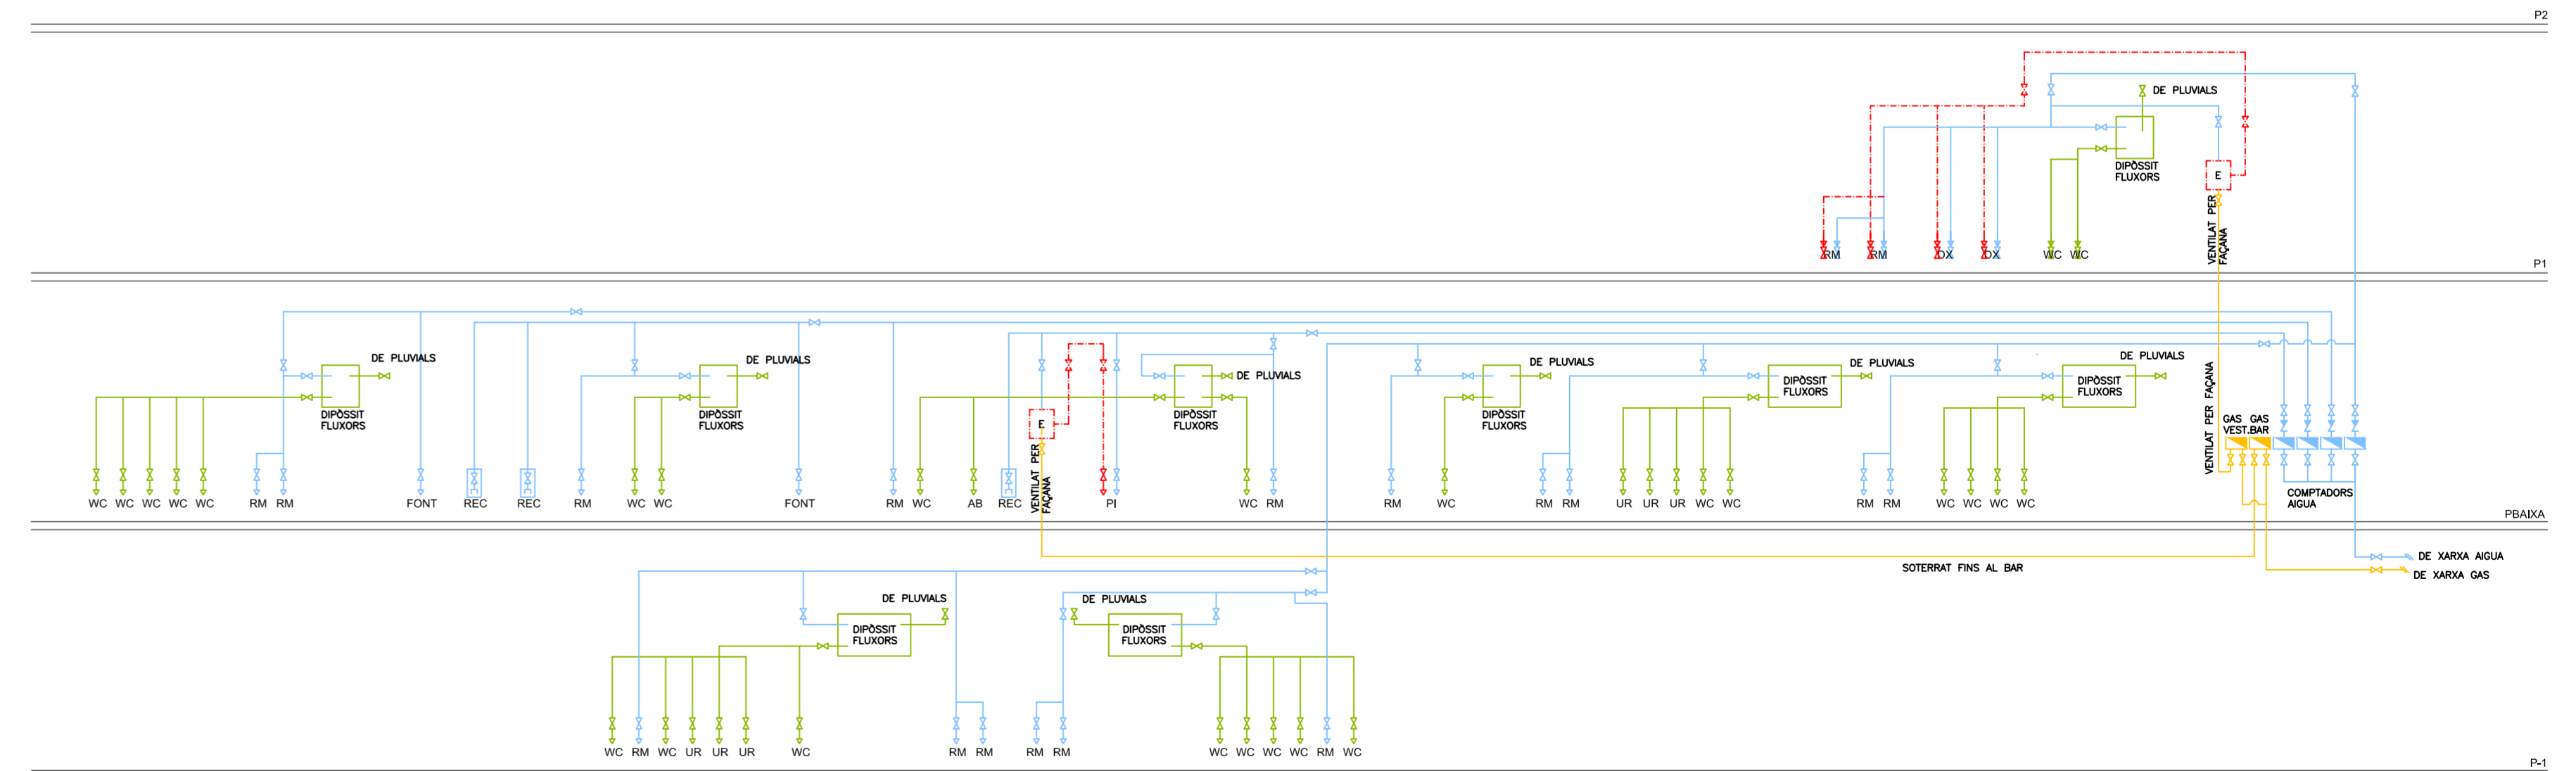 P2
DE PLUVIALS
DIPÒSSIT
FLUXORS
E
VENTILAT PER
FAÇANA
RM RM DX DX WC WC
P1
DE PLUVIALS DE PLUVIALS DE PLUVIALS DE PLUVIALS DE PLUVIALS DE PLUVIALS
DIPÒSSIT DIPÒSSIT DIPÒSSIT DIPÒSSIT DIPÒSSIT DIPÒSSIT
FLUXORS FLUXORS FLUXORS FLUXORS FLUXORS FLUXORS
E
VENTILAT PER
FAÇANA
VENTILAT PER FAÇANA
GAS GAS
VEST.BAR
COMPTADORS
AIGUA
WC WC WC WC WC RM RM FONT REC REC RM WC WC FONT RM WC AB REC PI WC RM RM WC RM RM UR UR UR WC WC RM RM WC WC WC WC
PBAIXA
DE XARXA AIGUA
SOTERRAT FINS AL BAR
DE XARXA GAS
DE PLUVIALS DE PLUVIALS
DIPÒSSIT DIPÒSSIT
FLUXORS FLUXORS
WC RM WC UR UR UR WC RM RM RM RM WC WC WC WC RM WC
P-1